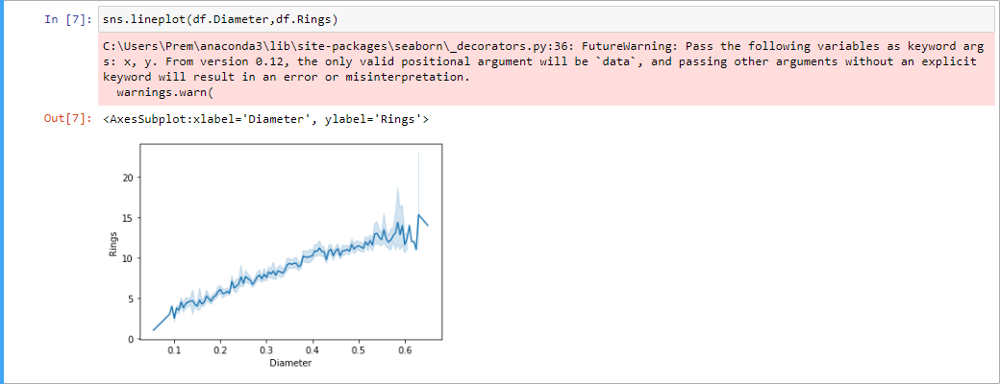 In [7]: sns.lineplot(df.Diameter,df.Rings)
C:\Users\Prem\anaconda3\lib\site-packages\seaborn\_decorators.py:36: FutureWarning: Pass the following variables as keyword arg
s: x, y. From version 0.12, the only valid positional argument will be `data`, and passing other arguments without an explicit
keyword will result in an error or misinterpretation.
  warnings.warn(
Out[7]: <AxesSubplot:xlabel='Diameter', ylabel='Rings'>
20
15
10
5
0
Rings
0.1 0.2 0.3 0.4 0.5 0.6
Diameter